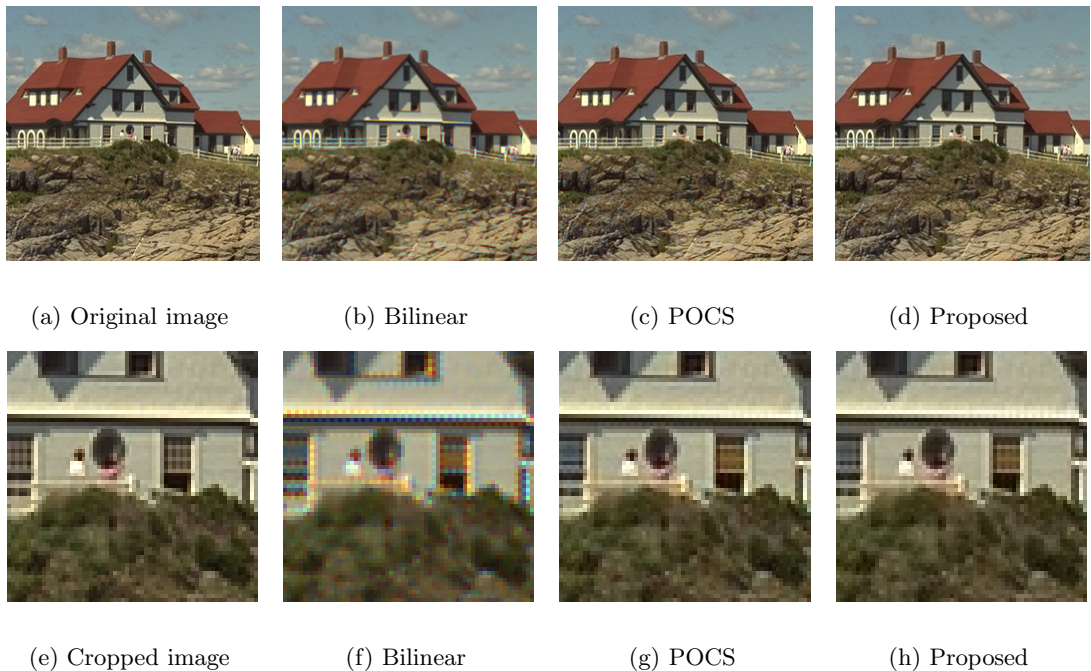 (a) Original image
(b) Bilinear
(c) POCS
(d) Proposed
(e) Cropped image
(f) Bilinear
(g) POCS
(h) Proposed